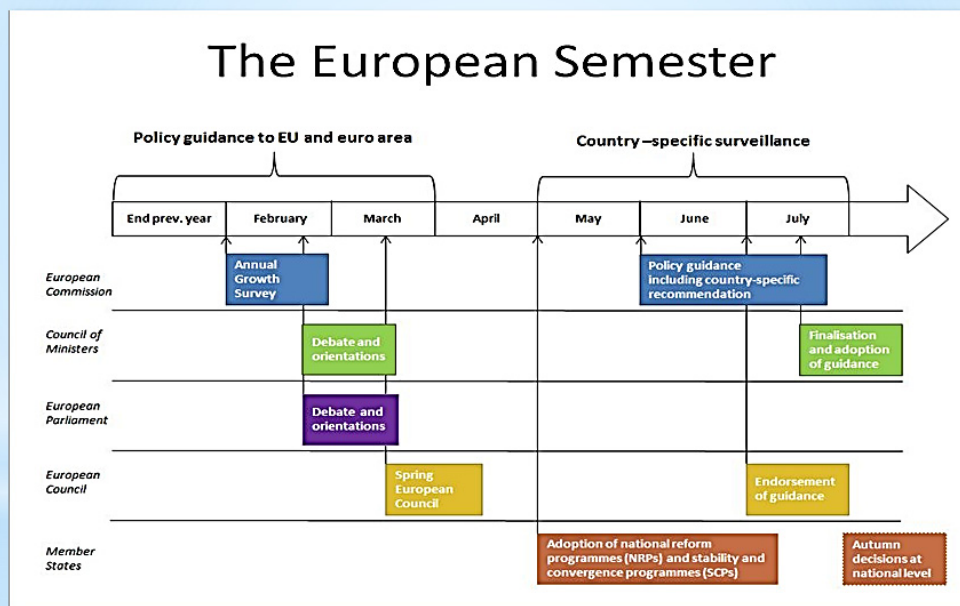 The European Semester
Policy guidance to EU and euro area
Country –specific surveillance
End prev. year
February
March
April
May
June
July
European
Commission
Annual
Growth
Survey
Policy guidance
including country-specific
recommendation
Council of
Ministers
Debate and
orientations
Finalisation
and adoption
of guidance
European
Parliament
Debate and
orientations
European
Council
Spring
European
Council
Endorsement
of guidance
Member
States
Adoption of national reform
programmes (NRPs) and stability and
convergence programmes (SCPs)
Autumn
decisions at
national level